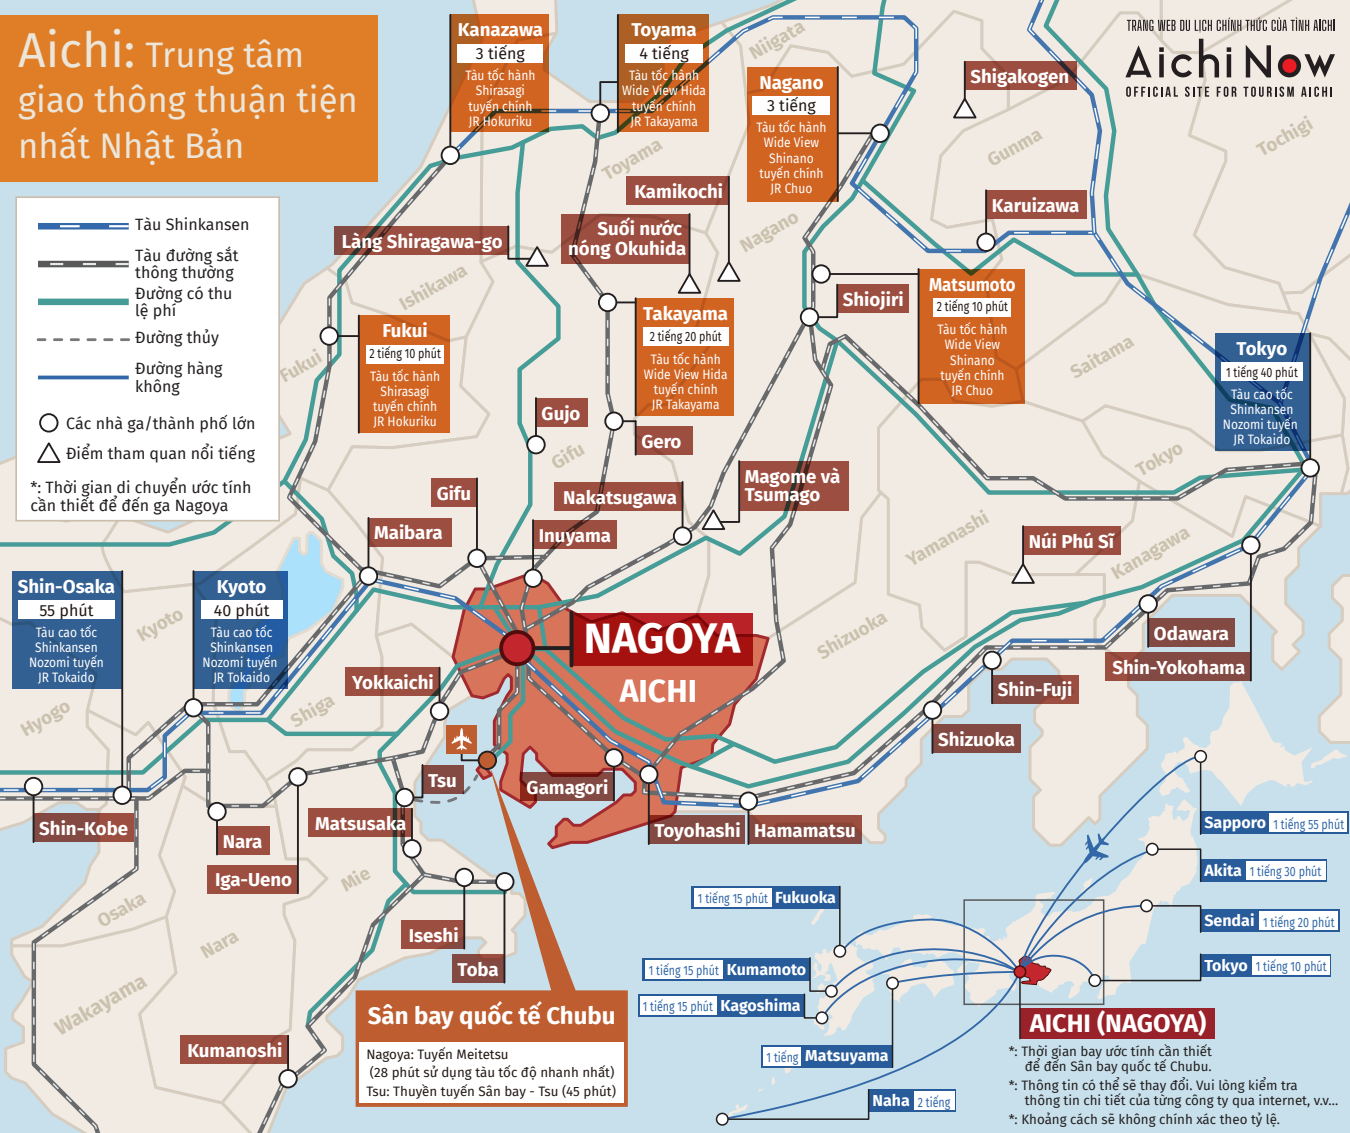 Aichi: Trung tâm
giao thông thuận tiện
nhất Nhật Bản
TRANG WEB DU LỊCH CHÍNH THỨC CỦA TỈNH AICHI
Aichi Now
OFFICIAL SITE FOR TOURISM AICHI
Tàu Shinkansen
Tàu đường sắt
thông thường
Đường có thu
lệ phí
Đường thủy
Đường hàng
không
Các nhà ga/thành phố lớn
Điểm tham quan nổi tiếng
*: Thời gian di chuyển ước tính
cần thiết để đến ga Nagoya
Kanazawa
3 tiếng
Tàu tốc hành
Shirasagi
tuyến chính
JR Hokuriku
Toyama
4 tiếng
Tàu tốc hành
Wide View Hida
tuyến chính
JR Takayama
Nagano
3 tiếng
Tàu tốc hành
Wide View
Shinano
tuyến chính
JR Chuo
Niigata
Shigakogen
Gunma
Tochigi
Toyama
Kamikochi
Karuizawa
Suối nước
nóng Okuhida
Nagano
Làng Shiragawa-go
Ishikawa
Shiojiri
Matsumoto
2 tiếng 10 phút
Tàu tốc hành
Wide View
Shinano
tuyến chính
JR Chuo
Takayama
2 tiếng 20 phút
Tàu tốc hành
Wide View Hida
tuyến chính
JR Takayama
Fukui
2 tiếng 10 phút
Tàu tốc hành
Shirasagi
tuyến chính
JR Hokuriku
Fukui
Saitama
Tokyo
1 tiếng 40 phút
Tàu cao tốc
Shinkansen
Nozomi tuyến
JR Tokaido
Gujo
Gero
Gifu
Tokyo
Magome và
Tsumago
Nakatsugawa
Gifu
Inuyama
Maibara
Yamanashi
Núi Phú Sĩ
Kanagawa
Shin-Osaka
55 phút
Tàu cao tốc
Shinkansen
Nozomi tuyến
JR Tokaido
Kyoto
40 phút
Tàu cao tốc
Shinkansen
Nozomi tuyến
JR Tokaido
Kyoto
NAGOYA
AICHI
Shizuoka
Odawara
Shin-Yokohama
Shin-Fuji
Yokkaichi
Shiga
Hyogo
Shizuoka
Tsu
Gamagori
Toyohashi
Hamamatsu
Shin-Kobe
Nara
Matsusaka
Iga-Ueno
Mie
Osaka
Nara
Iseshi
Toba
Wakayama
Kumanoshi
Sân bay quốc tế Chubu
Nagoya: Tuyến Meitetsu
(28 phút sử dụng tàu tốc độ nhanh nhất)
Tsu: Thuyền tuyến Sân bay - Tsu (45 phút)
Sapporo 1 tiếng 55 phút
Akita 1 tiếng 30 phút
Sendai 1 tiếng 20 phút
Tokyo 1 tiếng 10 phút
1 tiếng 15 phút Fukuoka
1 tiếng 15 phút Kumamoto
1 tiếng 15 phút Kagoshima
1 tiếng Matsuyama
Naha 2 tiếng
AICHI (NAGOYA)
*: Thời gian bay ước tính cần thiết
để đến Sân bay quốc tế Chubu.
*: Thông tin có thể sẽ thay đổi. Vui lòng kiểm tra
thông tin chi tiết của từng công ty qua internet, v.v...
*: Khoảng cách sẽ không chính xác theo tỷ lệ.